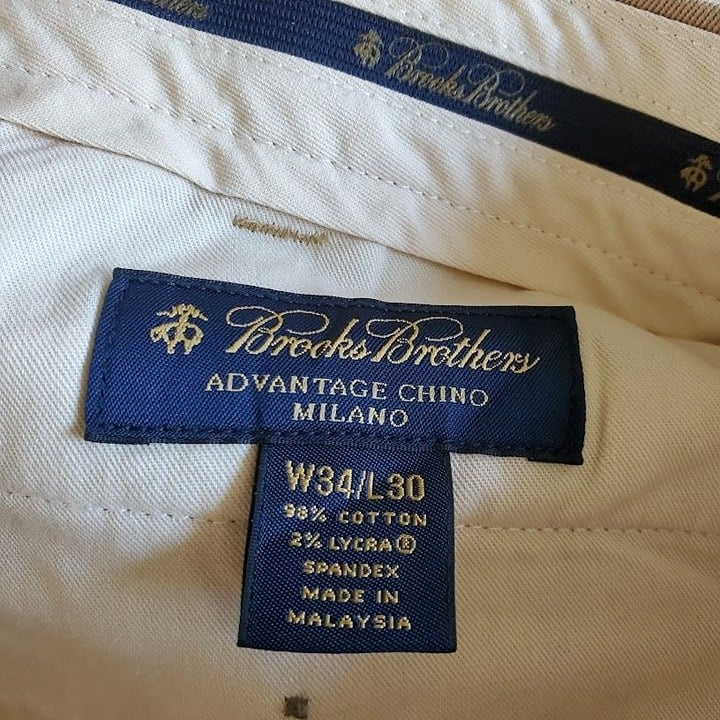 Brooks Brothers
Brooks Brothers
ADVANTAGE CHINO
MILANO
W34/L30
98% COTTON
2% LYCRA®
SPANDEX
MADE IN
MALAYSIA